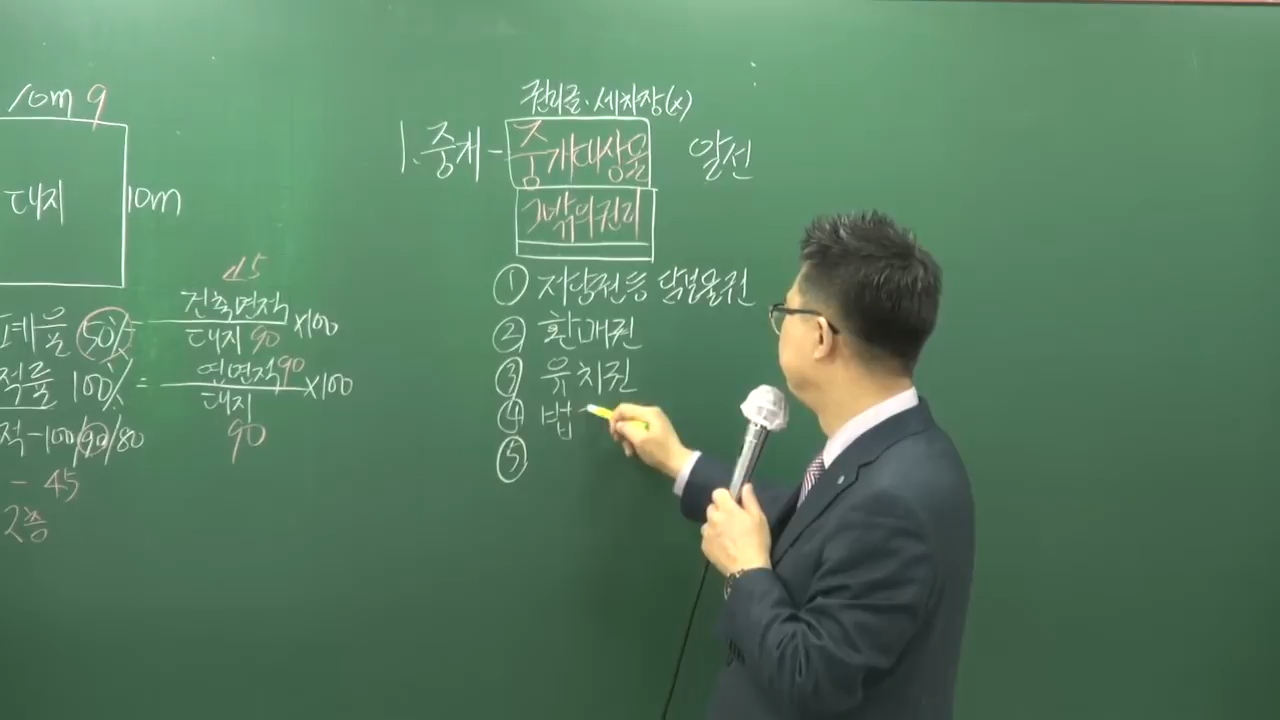 10m 9
대지 10m
45
폐율 50% = 건축면적 / 대지 90 ×100
적률 100% = 연면적 90 / 대지 ×100
90
적 - 100/90/80
- 45
2층
권리금·세차장(x)
1. 중개 - 중개대상물 알선
그밖의권리
① 저당권등 담보물권
② 환매권
③ 유치권
④ 법
⑤